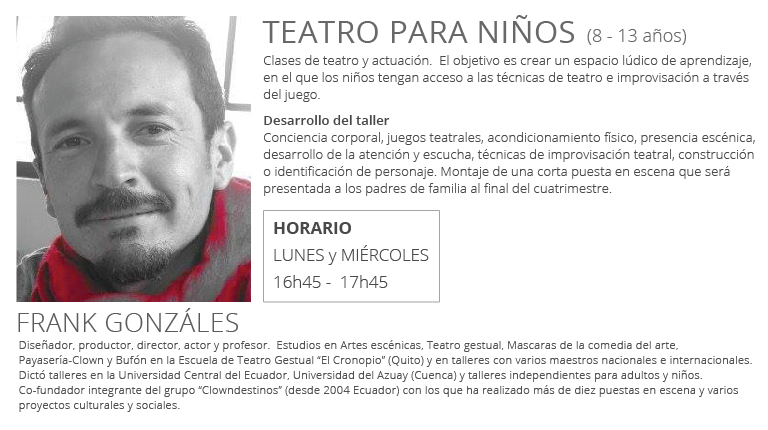 TEATRO PARA NIÑOS (8 - 13 años)
Clases de teatro y actuación. El objetivo es crear un espacio lúdico de aprendizaje,
en el que los niños tengan acceso a las técnicas de teatro e improvisación a través
del juego.
Desarrollo del taller
Conciencia corporal, juegos teatrales, acondicionamiento físico, presencia escénica,
desarrollo de la atención y escucha, técnicas de improvisación teatral, construcción
o identificación de personaje. Montaje de una corta puesta en escena que será
presentada a los padres de familia al final del cuatrimestre.
HORARIO
LUNES y MIÉRCOLES
16h45 - 17h45
FRANK GONZÁLES
Diseñador, productor, director, actor y profesor. Estudios en Artes escénicas, Teatro gestual, Mascaras de la comedia del arte,
Payasería-Clown y Bufón en la Escuela de Teatro Gestual “El Cronopio” (Quito) y en talleres con varios maestros nacionales e internacionales.
Dictó talleres en la Universidad Central del Ecuador, Universidad del Azuay (Cuenca) y talleres independientes para adultos y niños.
Co-fundador integrante del grupo “Clowndestinos” (desde 2004 Ecuador) con los que ha realizado más de diez puestas en escena y varios
proyectos culturales y sociales.